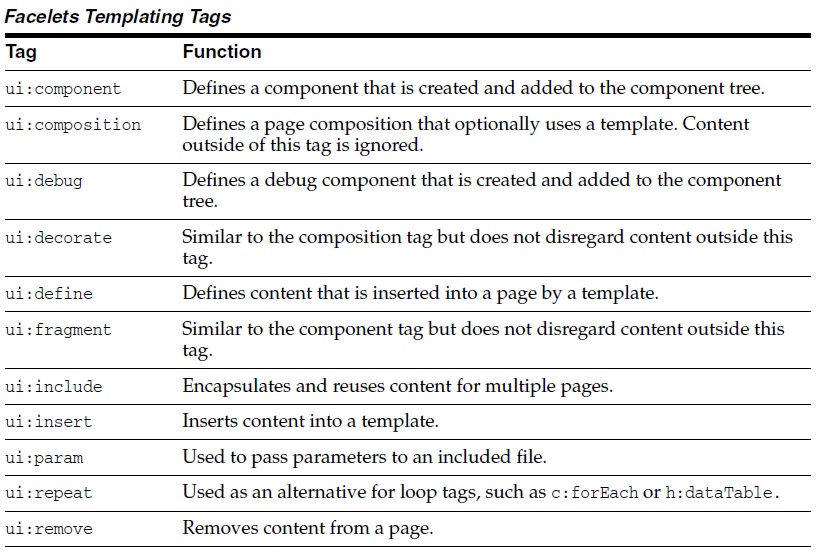 Facelets Templating Tags
Tag Function
ui:component Defines a component that is created and added to the component tree.
ui:composition Defines a page composition that optionally uses a template. Content
outside of this tag is ignored.
ui:debug Defines a debug component that is created and added to the component
tree.
ui:decorate Similar to the composition tag but does not disregard content outside this
tag.
ui:define Defines content that is inserted into a page by a template.
ui:fragment Similar to the component tag but does not disregard content outside this
tag.
ui:include Encapsulates and reuses content for multiple pages.
ui:insert Inserts content into a template.
ui:param Used to pass parameters to an included file.
ui:repeat Used as an alternative for loop tags, such as c:forEach or h:dataTable.
ui:remove Removes content from a page.